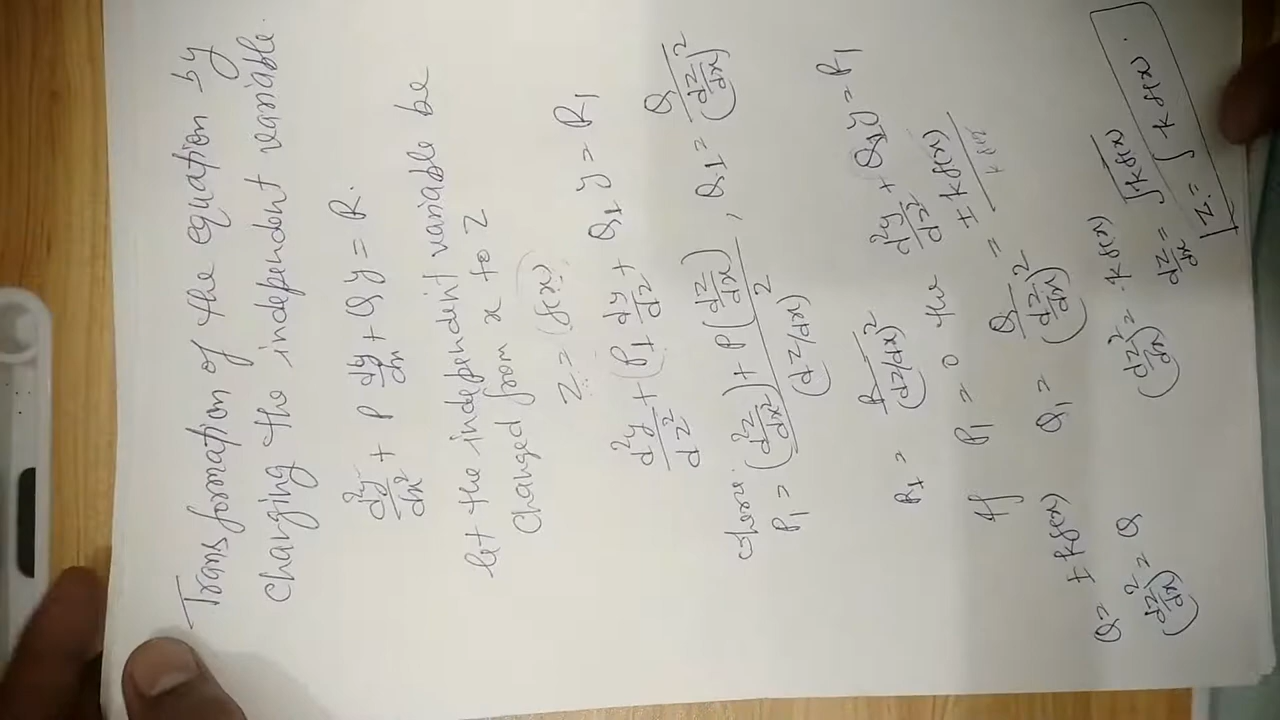 Transformation of the equation by
changing the independent variable.
d²y/dx² + P dy/dx + Qy = R.
let the independent variable be
changed from x to z
z = (f(x))
d²y/dz² + (P₁ dy/dz + Q₁ y = R₁
where
P₁ = (d²z/dx²) + P(dz/dx) / (dz/dx)² , Q₁ = Q/(dz/dx)²
R₁ = R/(dz/dx)²
If P₁ = 0 the d²y/dz² + Q₁y = R₁
Q = ± k f(x) Q₁ = Q/(dz/dx)² = ± k f(x)/
(dz/dx)² = Q (dz/dx)² = k f(x) dz/dx = √k f(x)
z = ∫ √k f(x) .